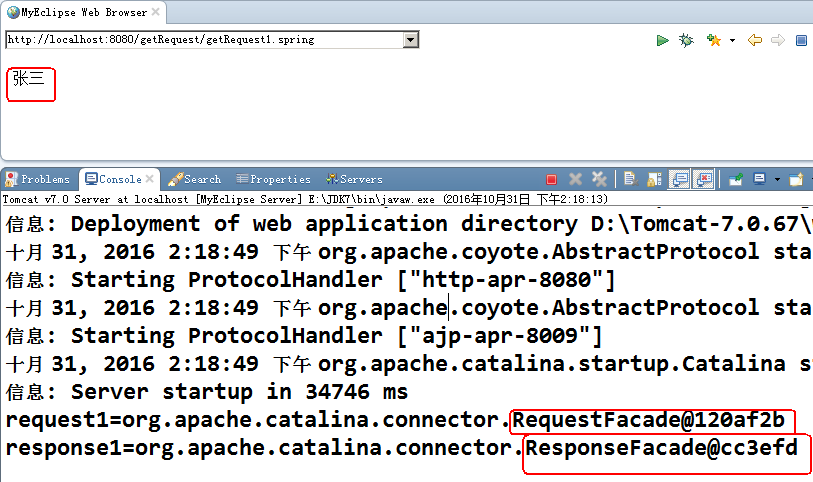 MyEclipse Web Browser
http://localhost:8080/getRequest/getRequest1.spring
张三
Problems Console Search Properties Servers
Tomcat v7.0 Server at localhost [MyEclipse Server] E:\JDK7\bin\javaw.exe (2016年10月31日 下午2:18:13)
信息: Deployment of web application directory D:\Tomcat-7.0.67\
十月 31, 2016 2:18:49 下午 org.apache.coyote.AbstractProtocol sta
信息: Starting ProtocolHandler ["http-apr-8080"]
十月 31, 2016 2:18:49 下午 org.apache.coyote.AbstractProtocol sta
信息: Starting ProtocolHandler ["ajp-apr-8009"]
十月 31, 2016 2:18:49 下午 org.apache.catalina.startup.Catalina s
信息: Server startup in 34746 ms
request1=org.apache.catalina.connector.RequestFacade@120af2b
response1=org.apache.catalina.connector.ResponseFacade@cc3efd